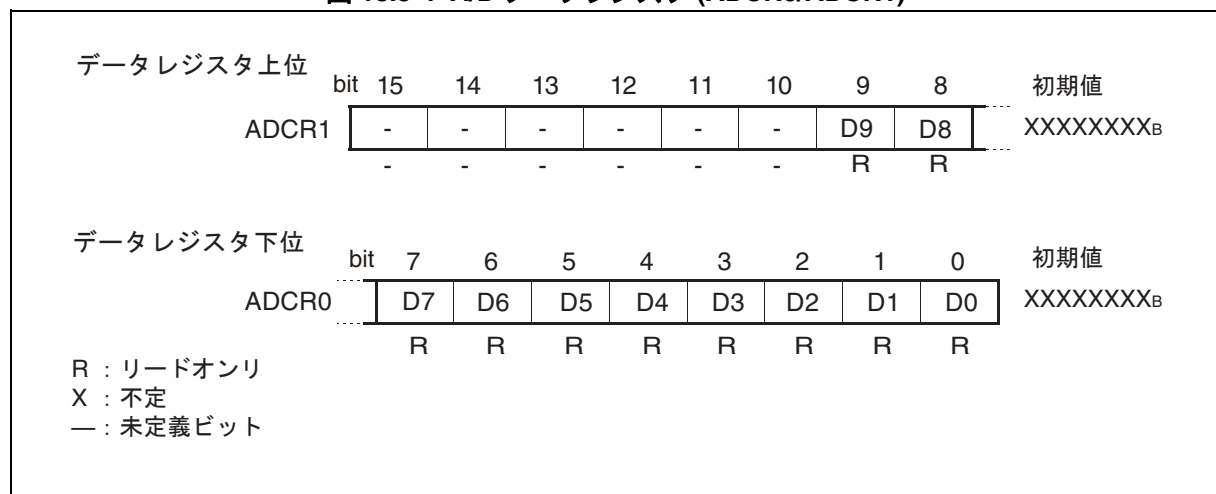 データレジスタ上位
bit 15 14 13 12 11 10 9 8 初期値
ADCR1 - - - - - - D9 D8 XXXXXXXXB
- - - - - - R R
データレジスタ下位
bit 7 6 5 4 3 2 1 0 初期値
ADCR0 D7 D6 D5 D4 D3 D2 D1 D0 XXXXXXXXB
R R R R R R R R
R : リードオンリ
X : 不定
― : 未定義ビット